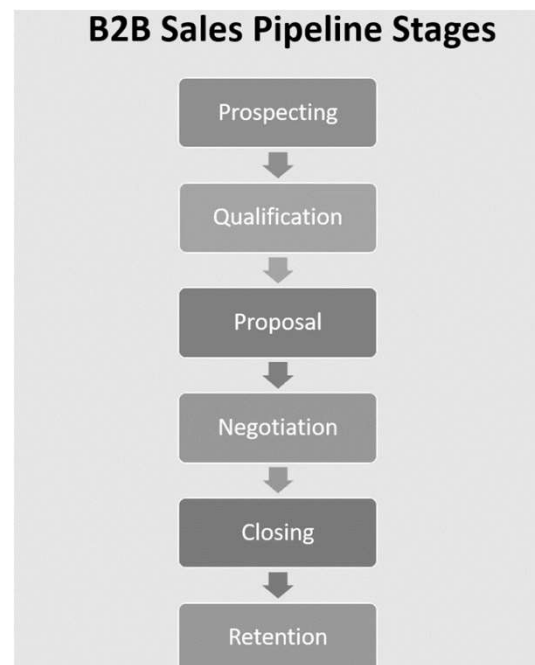 B2B Sales Pipeline Stages
Prospecting
Qualification
Proposal
Negotiation
Closing
Retention